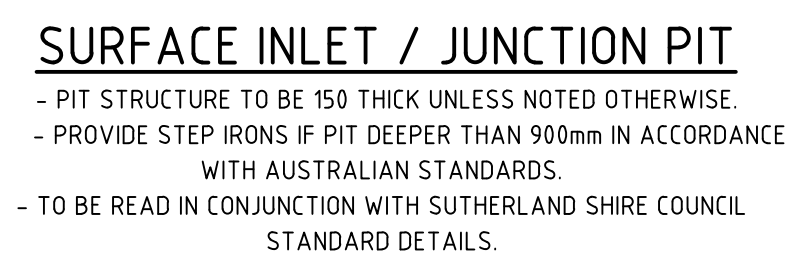 SURFACE INLET / JUNCTION PIT
- PIT STRUCTURE TO BE 150 THICK UNLESS NOTED OTHERWISE.
- PROVIDE STEP IRONS IF PIT DEEPER THAN 900mm IN ACCORDANCE
WITH AUSTRALIAN STANDARDS.
- TO BE READ IN CONJUNCTION WITH SUTHERLAND SHIRE COUNCIL
STANDARD DETAILS.